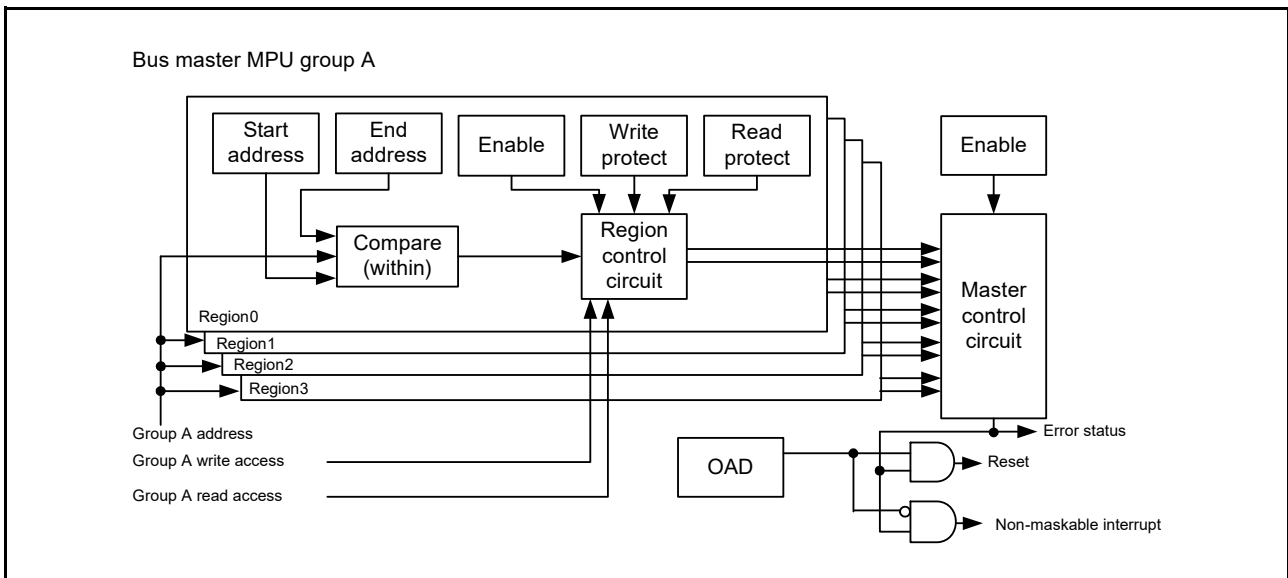 Bus master MPU group A
Start
address
End
address
Enable
Write
protect
Read
protect
Enable
Compare
(within)
Region
control
circuit
Master
control
circuit
Region0
Region1
Region2
Region3
Group A address
Group A write access
Group A read access
OAD
Error status
Reset
Non-maskable interrupt